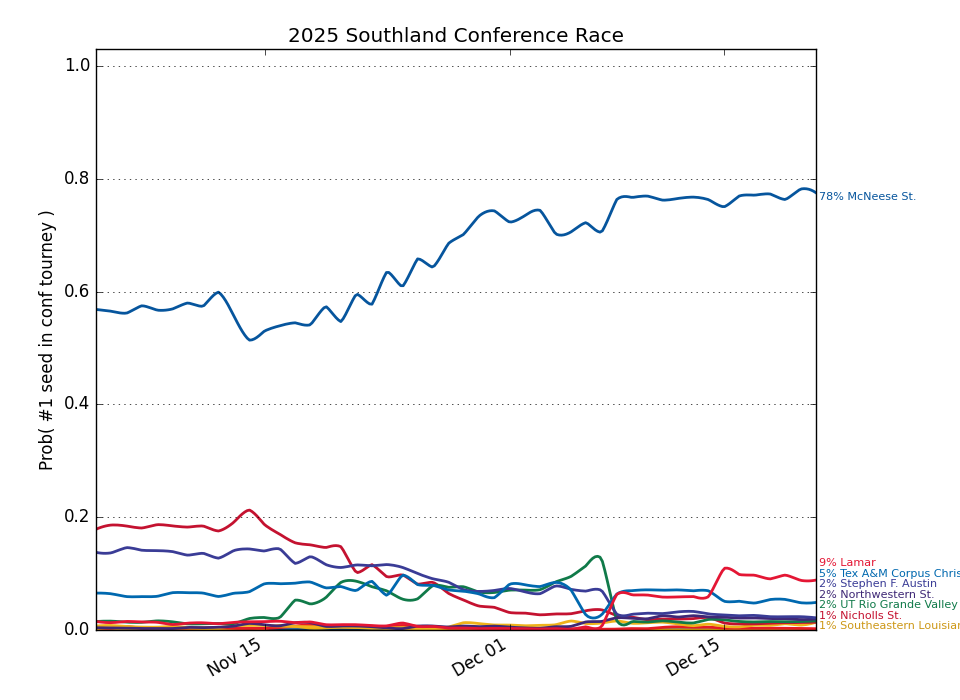 2025 Southland Conference Race
Prob( #1 seed in conf tourney )
1.0
0.8
0.6
0.4
0.2
0.0
Nov 15
Dec 01
Dec 15
78% McNeese St.
9% Lamar
5% Tex A&M Corpus Chris
2% Stephen F. Austin
2% Northwestern St.
2% UT Rio Grande Valley
1% Nicholls St.
1% Southeastern Louisian